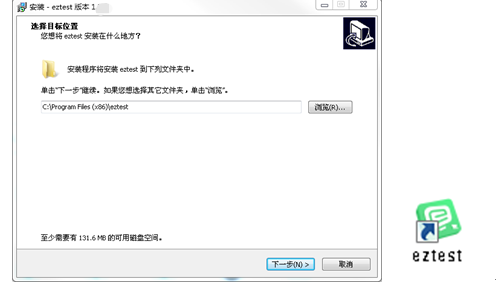 安装 - eztest 版本 1
选择目标位置
您想将 eztest 安装在什么地方?
安装程序将安装 eztest 到下列文件夹中。
单击“下一步”继续。如果您想选择其它文件夹，单击“浏览”。
C:\Program Files (x86)\eztest
浏览(R)...
至少需要有 131.6 MB 的可用磁盘空间。
下一步(N) >
取消
eztest